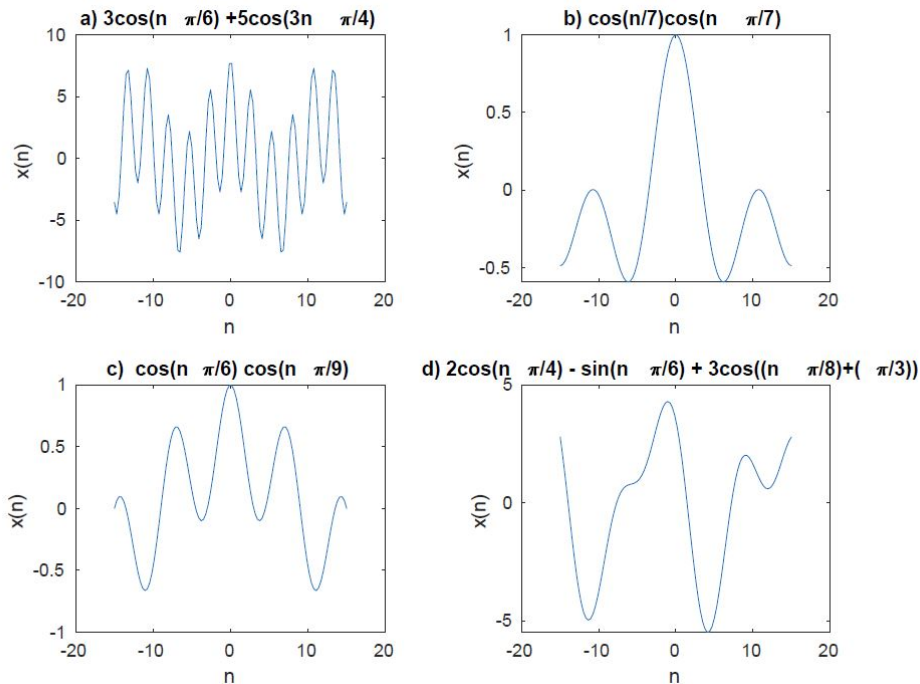 a) 3cos(n π/6) +5cos(3n π/4)
10
5
0
-5
-10
x(n)
-20 -10 0 10 20
n
b) cos(n/7)cos(n π/7)
1
0.5
0
-0.5
x(n)
-20 -10 0 10 20
n
c) cos(n π/6) cos(n π/9)
1
0.5
0
-0.5
-1
x(n)
-20 -10 0 10 20
n
d) 2cos(n π/4) - sin(n π/6) + 3cos((n π/8)+( π/3))
5
0
-5
x(n)
-20 -10 0 10 20
n